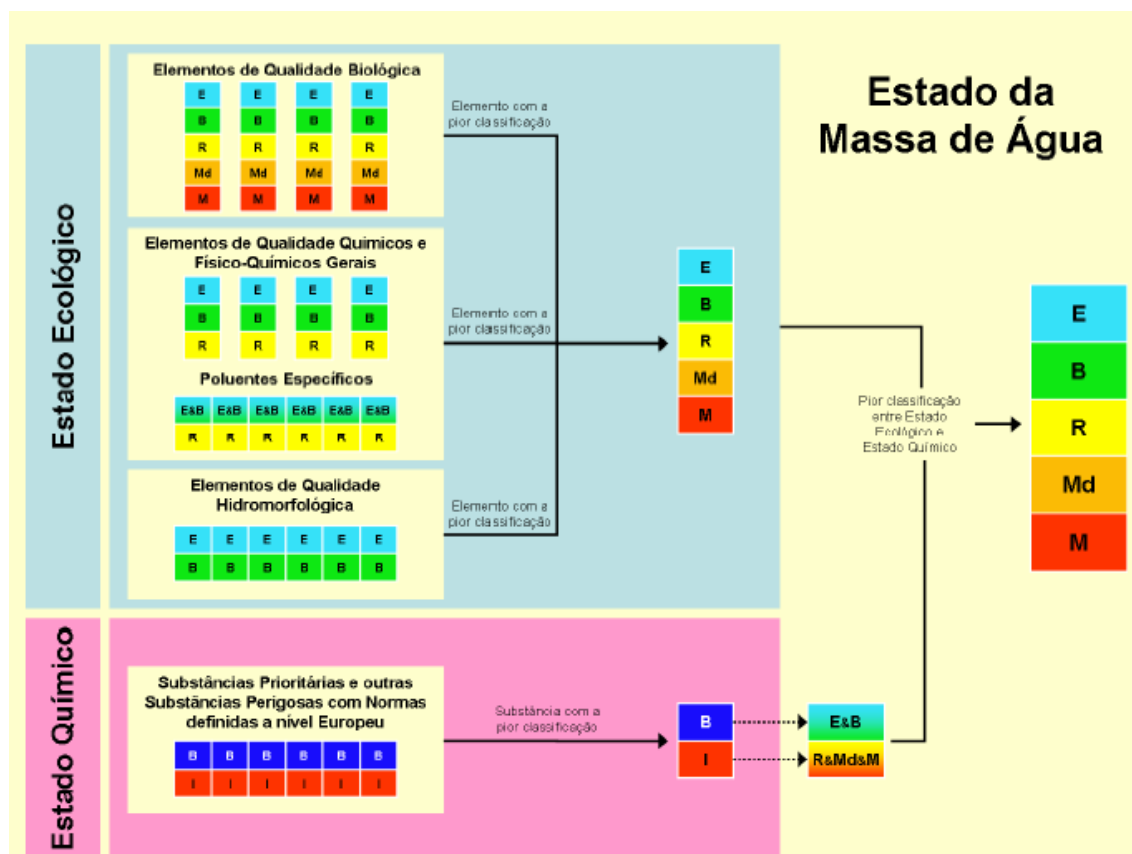 Estado da
Massa de Água
Estado Ecológico
Elementos de Qualidade Biológica
E E E E
B B B B
R R R R
Md Md Md Md
M M M M
Elemento com a
pior classificação
Elementos de Qualidade Quimicos e
Físico-Químicos Gerais
E E E E
B B B B
R R R R
Elemento com a
pior classificação
Poluentes Específicos
E&B E&B E&B E&B E&B E&B
R R R R R R
Elementos de Qualidade
Hidromorfológica
E E E E E E
B B B B B B
Elemento com a
pior classificação
E
B
R
Md
M
Pior classificação
entre Estado
Ecológico e
Estado Químico
E
B
R
Md
M
Estado Químico
Substâncias Prioritárias e outras
Substâncias Perigosas com Normas
definidas a nível Europeu
B B B B B B
I I I I I I
Substância com a
pior classificação
B
I
E&B
R&Md&M